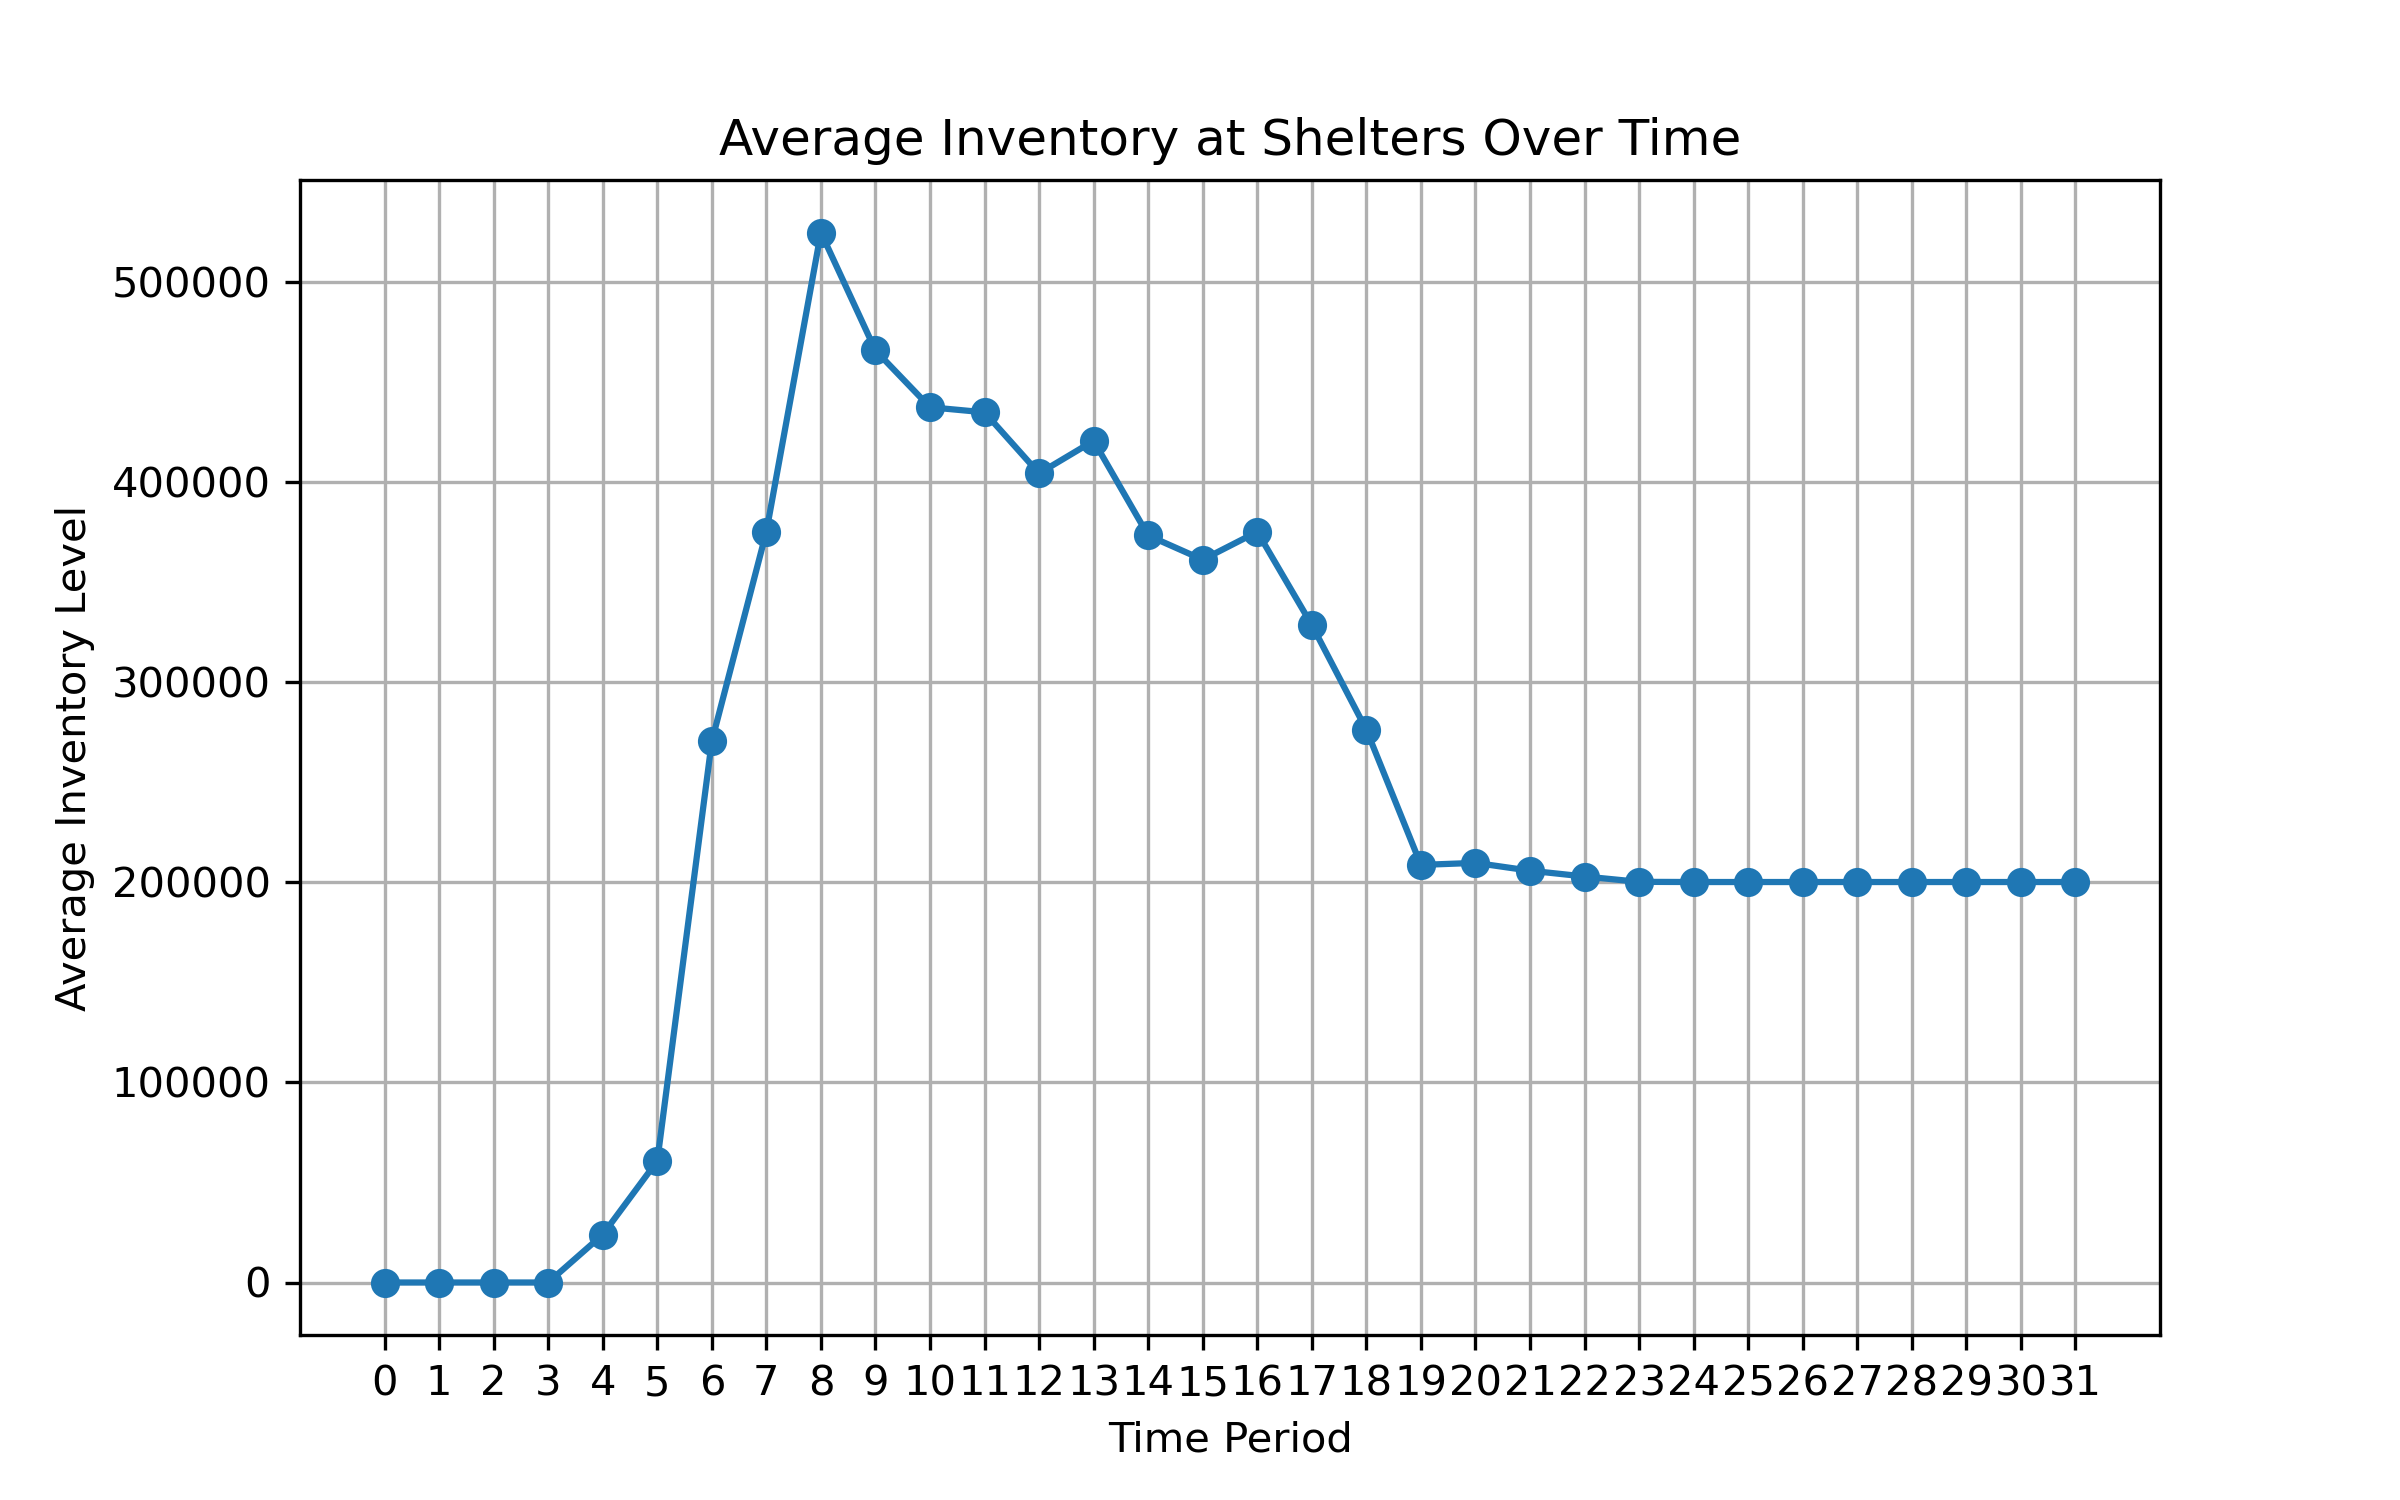 Average Inventory at Shelters Over Time
Average Inventory Level
500000
400000
300000
200000
100000
0
0 1 2 3 4 5 6 7 8 9 10 11 12 13 14 15 16 17 18 19 20 21 22 23 24 25 26 27 28 29 30 31
Time Period